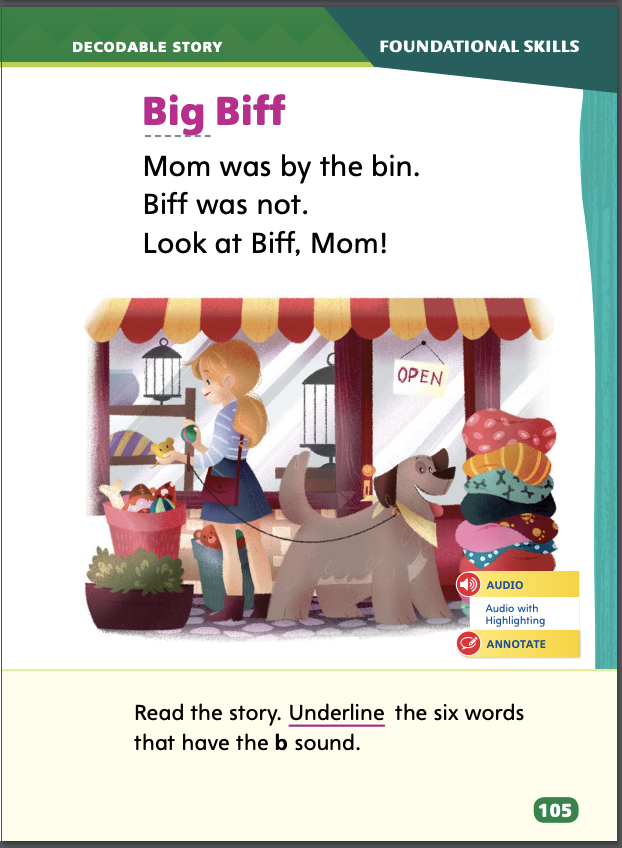 DECODABLE STORY
FOUNDATIONAL SKILLS
Big Biff
Mom was by the bin.
Biff was not.
Look at Biff, Mom!
OPEN
AUDIO
Audio with
Highlighting
ANNOTATE
Read the story. Underline the six words
that have the b sound.
105